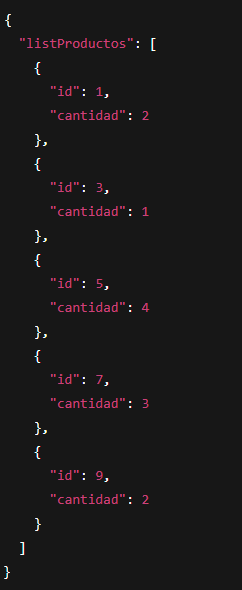 {
  "listProductos": [
    {
      "id": 1,
      "cantidad": 2
    },
    {
      "id": 3,
      "cantidad": 1
    },
    {
      "id": 5,
      "cantidad": 4
    },
    {
      "id": 7,
      "cantidad": 3
    },
    {
      "id": 9,
      "cantidad": 2
    }
  ]
}